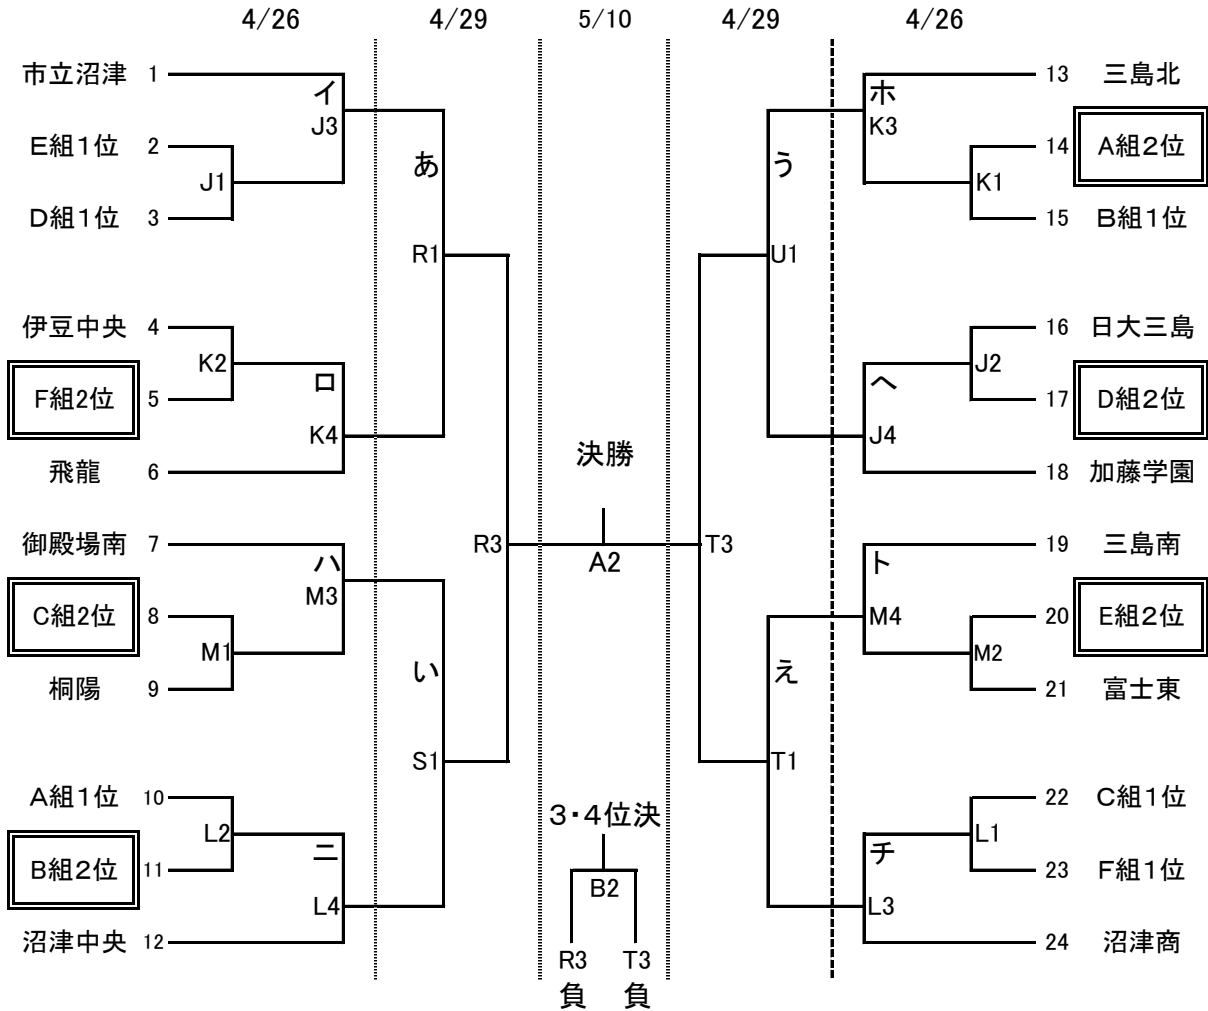 4/26 4/29 5/10 4/29 4/26
市立沼津 1
イ
J3
E組1位 2
J1
D組1位 3
あ
R1
伊豆中央 4
K2
F組2位 5
ロ
K4
飛龍 6
御殿場南 7
ハ
M3
C組2位 8
M1
桐陽 9
い
S1
A組1位 10
L2
B組2位 11
ニ
L4
沼津中央 12
R3
決勝
A2
T3
3・4位決
B2
R3 T3
負 負
13 三島北
ホ
K3
14 A組2位
K1
15 B組1位
う
U1
16 日大三島
J2
17 D組2位
ヘ
J4
18 加藤学園
19 三島南
ト
M4
20 E組2位
M2
21 富士東
え
T1
22 C組1位
L1
23 F組1位
チ
L3
24 沼津商